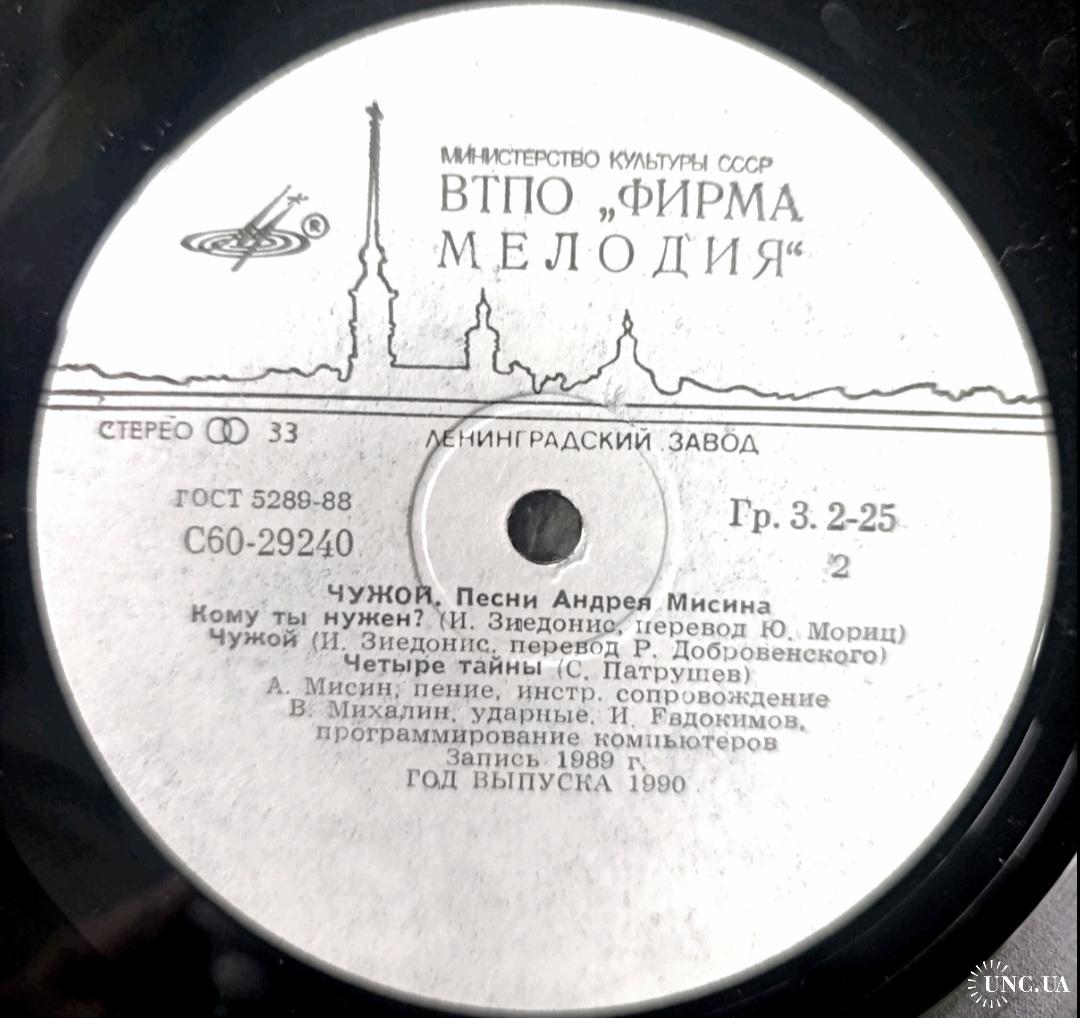 МИНИСТЕРСТВО КУЛЬТУРЫ СССР
ВТПО „ФИРМА
МЕЛОДИЯ“
®
СТЕРЕО 33
ЛЕНИНГРАДСКИЙ ЗАВОД
ГОСТ 5289-88
Гр. 3. 2-25
С60-29240
2
ЧУЖОЙ. Песни Андрея Мисина
Кому ты нужен? (И. Зиедонис, перевод Ю. Мориц)
Чужой (И. Зиедонис, перевод Р. Добровенского)
Четыре тайны (С. Патрушев)
А. Мисин, пение, инстр. сопровождение
В. Михалин, ударные, И. Евдокимов,
программирование компьютеров
Запись 1989 г.
ГОД ВЫПУСКА 1990
UNC.UA